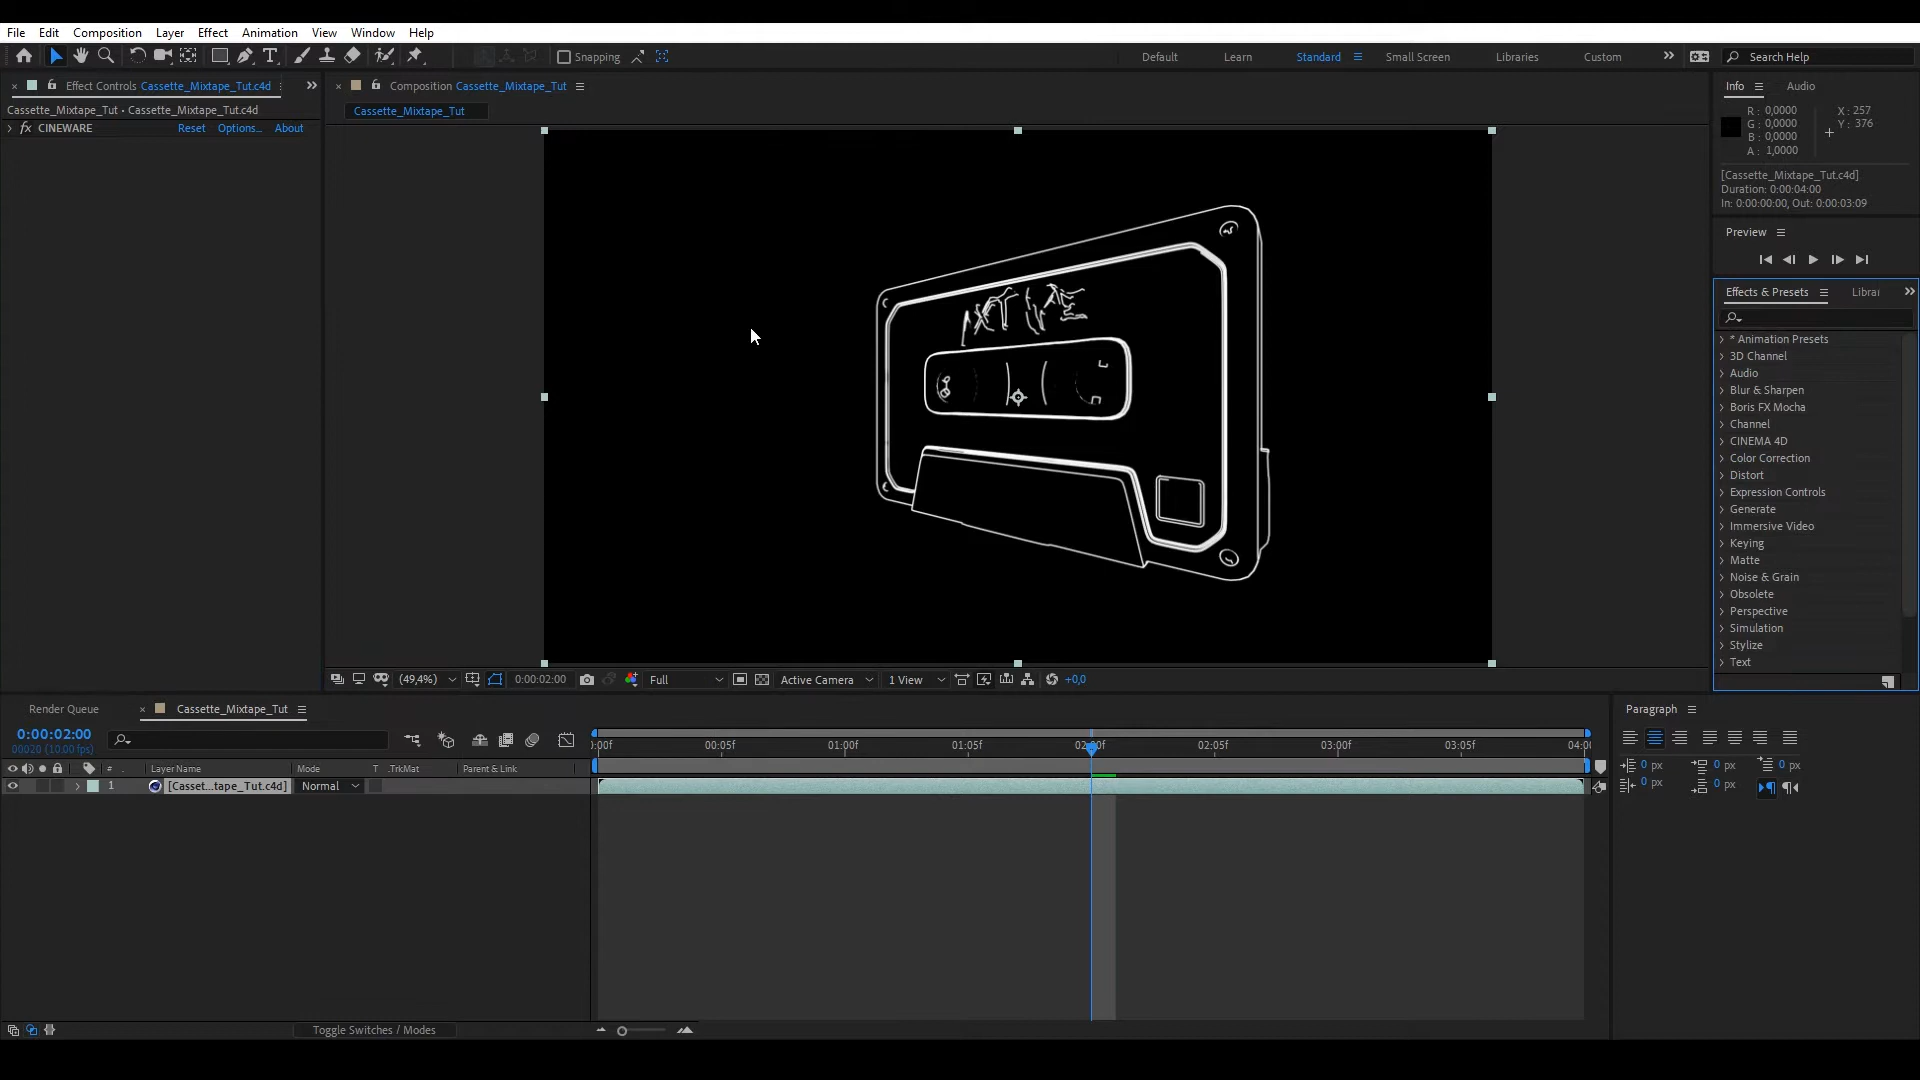 File Edit Composition Layer Effect Animation View Window Help
Snapping Default Learn Standard Small Screen Libraries Custom Search Help
Effect Controls Cassette_Mixtape_Tut.c4d
Cassette_Mixtape_Tut • Cassette_Mixtape_Tut.c4d
fx CINEWARE Reset Options... About
Composition Cassette_Mixtape_Tut
Cassette_Mixtape_Tut
(49,4%) 0:00:02:00 Full Active Camera 1 View +0,0
Info Audio
R: 0,0000 X: 257
G: 0,0000 Y: 376
B: 0,0000
A: 1,0000
[Cassette_Mixtape_Tut.c4d]
Duration: 0:00:04:00
In: 0:00:00:00, Out: 0:00:03:09
Preview
Effects & Presets Librar
* Animation Presets
3D Channel
Audio
Blur & Sharpen
Boris FX Mocha
Channel
CINEMA 4D
Color Correction
Distort
Expression Controls
Generate
Immersive Video
Keying
Matte
Noise & Grain
Obsolete
Perspective
Simulation
Stylize
Text
Render Queue Cassette_Mixtape_Tut
0:00:02:00
00020 (10.00 fps)
:00f 00:05f 01:00f 01:05f 02:00f 02:05f 03:00f 03:05f 04:0
# Layer Name Mode T .TrkMat Parent & Link
1 [Casset...tape_Tut.c4d] Normal
Toggle Switches / Modes
Paragraph
0 px 0 px 0 px
0 px 0 px